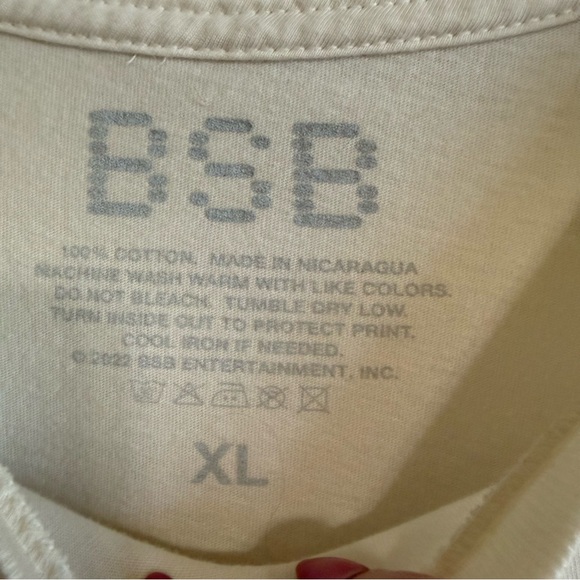 BSB
100% COTTON. MADE IN NICARAGUA
MACHINE WASH WARM WITH LIKE COLORS.
DO NOT BLEACH. TUMBLE DRY LOW.
TURN INSIDE OUT TO PROTECT PRINT.
COOL IRON IF NEEDED.
© 2022 BSB ENTERTAINMENT, INC.
XL